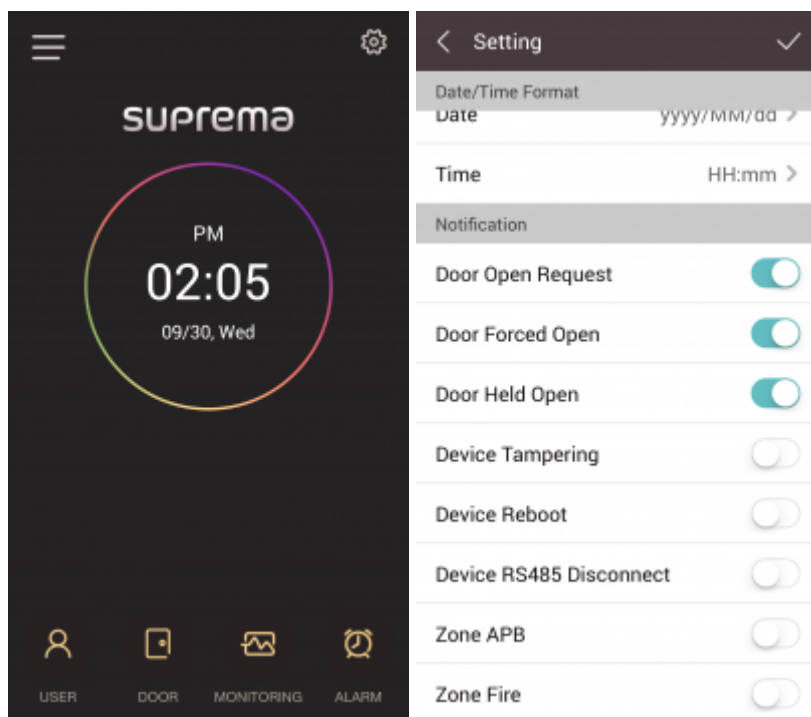 suprema
PM
02:05
09/30, Wed
USER DOOR MONITORING ALARM
Setting
Date/Time Format
Date yyyy/MM/dd
Time HH:mm
Notification
Door Open Request
Door Forced Open
Door Held Open
Device Tampering
Device Reboot
Device RS485 Disconnect
Zone APB
Zone Fire